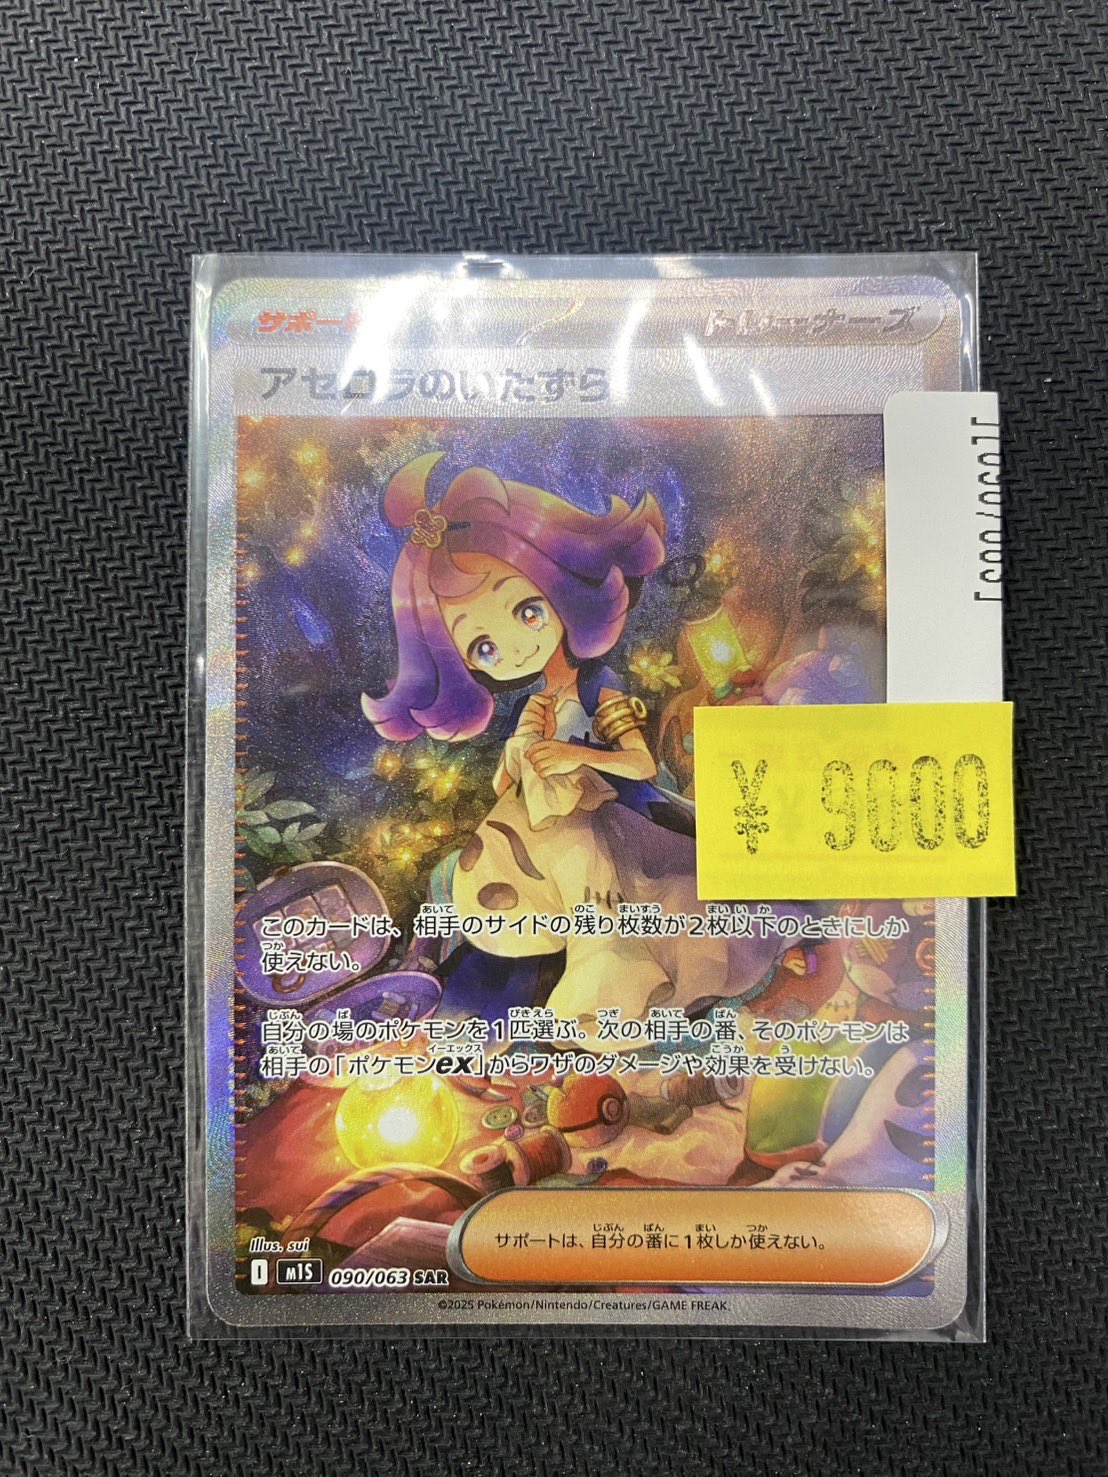 サポート
トレーナーズ
アセロラのいたずら
[090/063]
¥9000
このカードは、相手のサイドの残り枚数が2枚以下のときにしか
使えない。
自分の場のポケモンを1匹選ぶ。次の相手の番、そのポケモンは
相手の「ポケモンex」からワザのダメージや効果を受けない。
サポートは、自分の番に1枚しか使えない。
Illus. sui
I m1S 090/063 SAR
©2025 Pokémon/Nintendo/Creatures/GAME FREAK.